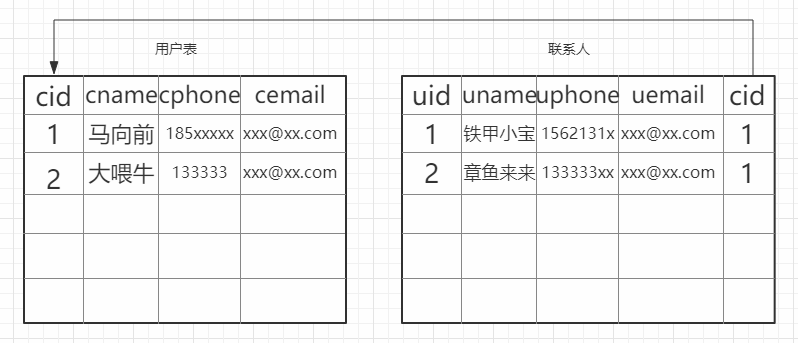 用户表
cid cname cphone cemail
1 马向前 185xxxxx xxx@xx.com
2 大喂牛 133333 xxx@xx.com
联系人
uid uname uphone uemail cid
1 铁甲小宝 1562131x xxx@xx.com 1
2 章鱼来来 133333xx xxx@xx.com 1